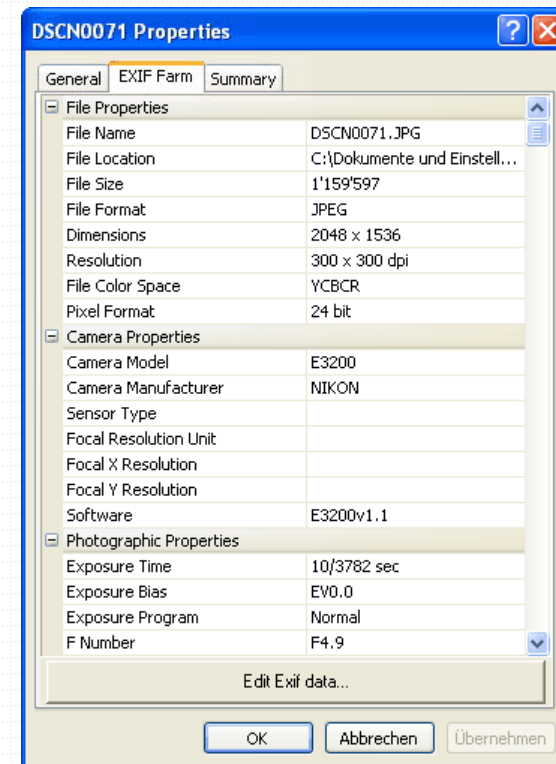 DSCN0071 Properties
General EXIF Farm Summary
File Properties
File Name DSCN0071.JPG
File Location C:\Dokumente und Einstell...
File Size 1'159'597
File Format JPEG
Dimensions 2048 x 1536
Resolution 300 x 300 dpi
File Color Space YCBCR
Pixel Format 24 bit
Camera Properties
Camera Model E3200
Camera Manufacturer NIKON
Sensor Type
Focal Resolution Unit
Focal X Resolution
Focal Y Resolution
Software E3200v1.1
Photographic Properties
Exposure Time 10/3782 sec
Exposure Bias EV0.0
Exposure Program Normal
F Number F4.9
Edit Exif data...
OK Abbrechen Übernehmen